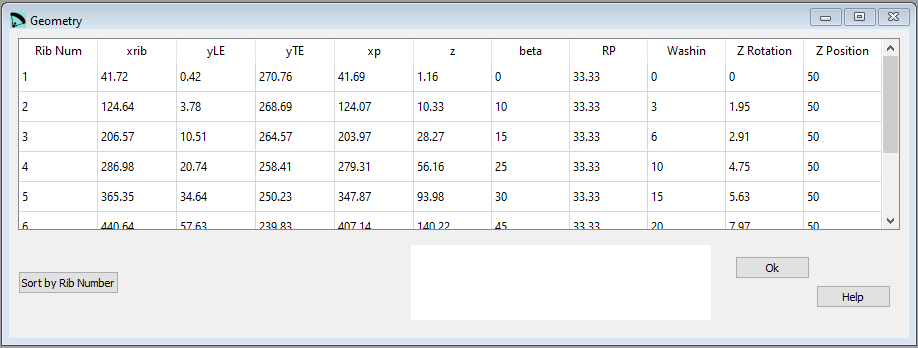 Geometry
Rib Num xrib yLE yTE xp z beta RP Washin Z Rotation Z Position
1 41.72 0.42 270.76 41.69 1.16 0 33.33 0 0 50
2 124.64 3.78 268.69 124.07 10.33 10 33.33 3 1.95 50
3 206.57 10.51 264.57 203.97 28.27 15 33.33 6 2.91 50
4 286.98 20.74 258.41 279.31 56.16 25 33.33 10 4.75 50
5 365.35 34.64 250.23 347.87 93.98 30 33.33 15 5.63 50
6 440.64 57.63 239.83 407.14 140.22 45 33.33 20 7.97 50
Ok
Sort by Rib Number
Help